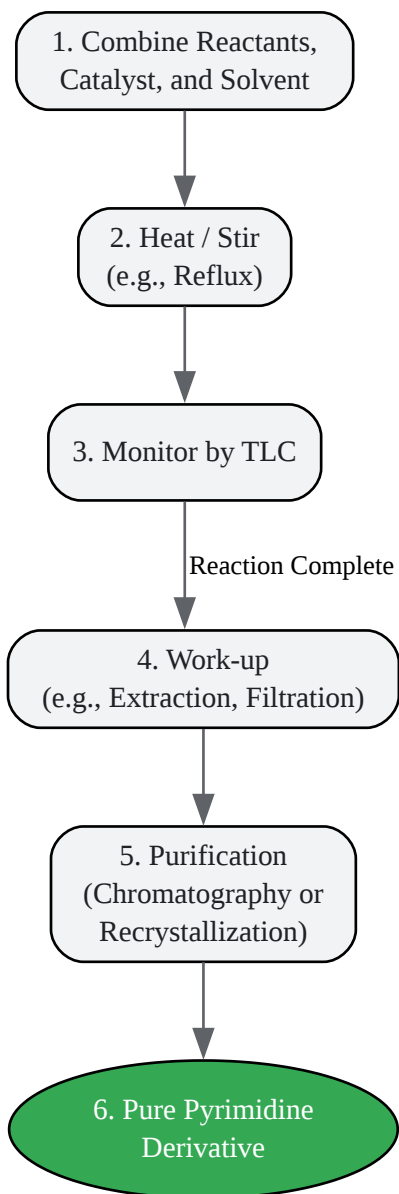 1. Combine Reactants,
Catalyst, and Solvent
2. Heat / Stir
(e.g., Reflux)
3. Monitor by TLC
Reaction Complete
4. Work-up
(e.g., Extraction, Filtration)
5. Purification
(Chromatography or
Recrystallization)
6. Pure Pyrimidine
Derivative